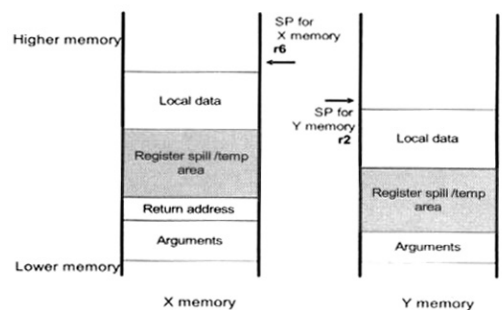 Higher memory
SP for
X memory
r6
Local data
Register spill /temp
area
Return address
Arguments
Lower memory
X memory
SP for
Y memory
r2
Local data
Register spill /temp
area
Arguments
Y memory